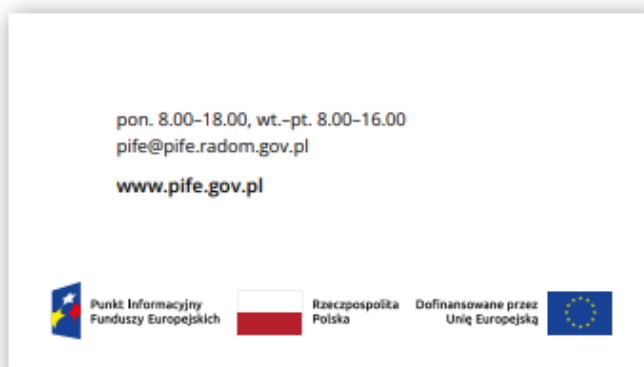 pon. 8.00–18.00, wt.–pt. 8.00–16.00
pife@pife.radom.gov.pl
www.pife.gov.pl
Punkt Informacyjny
Funduszy Europejskich
Rzeczpospolita
Polska
Dofinansowane przez
Unię Europejską